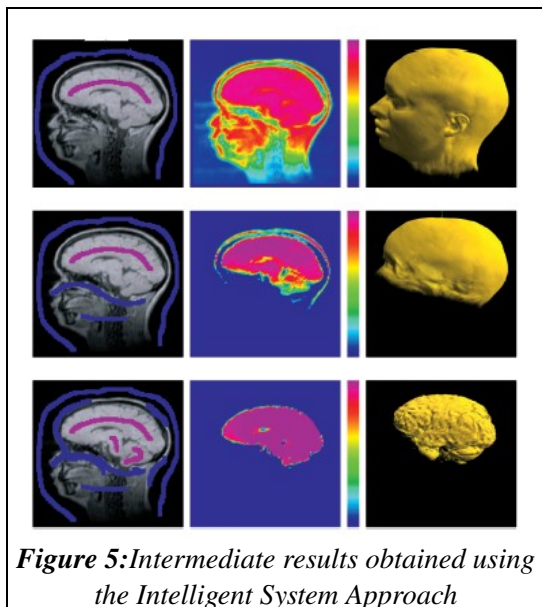 Figure 5:Intermediate results obtained using
the Intelligent System Approach